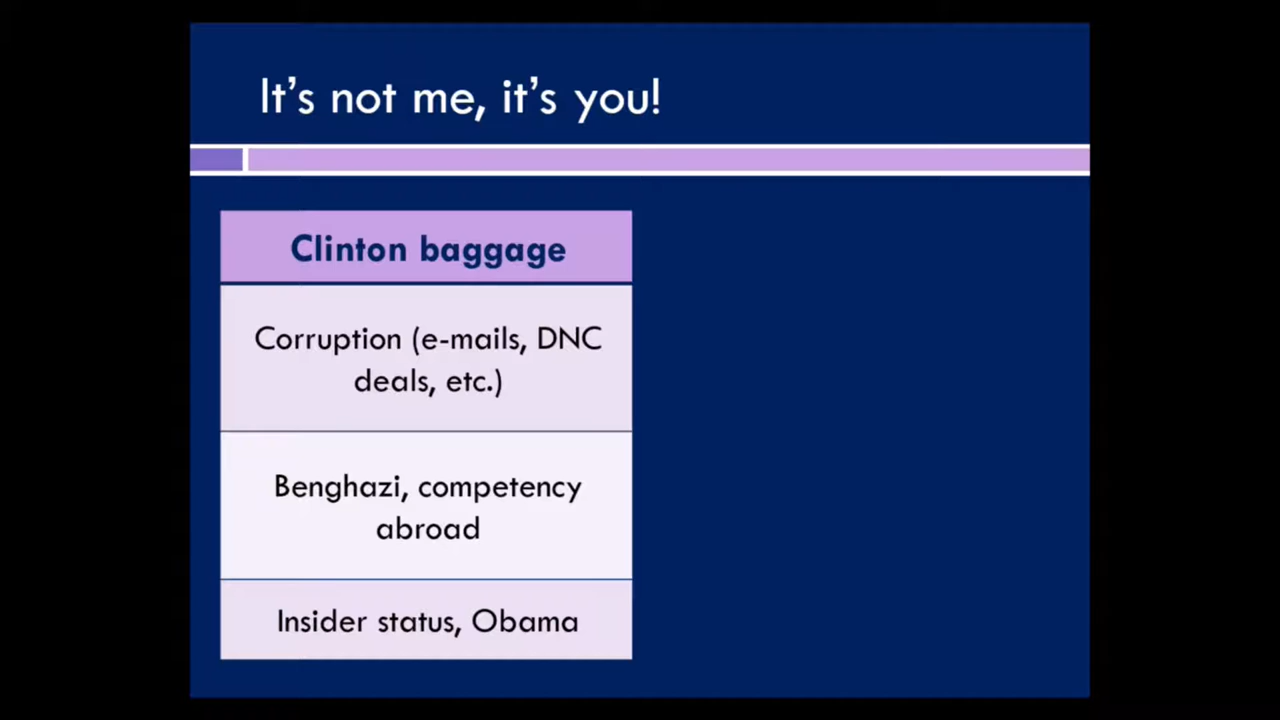 It's not me, it's you!
Clinton baggage
Corruption (e-mails, DNC
deals, etc.)
Benghazi, competency
abroad
Insider status, Obama